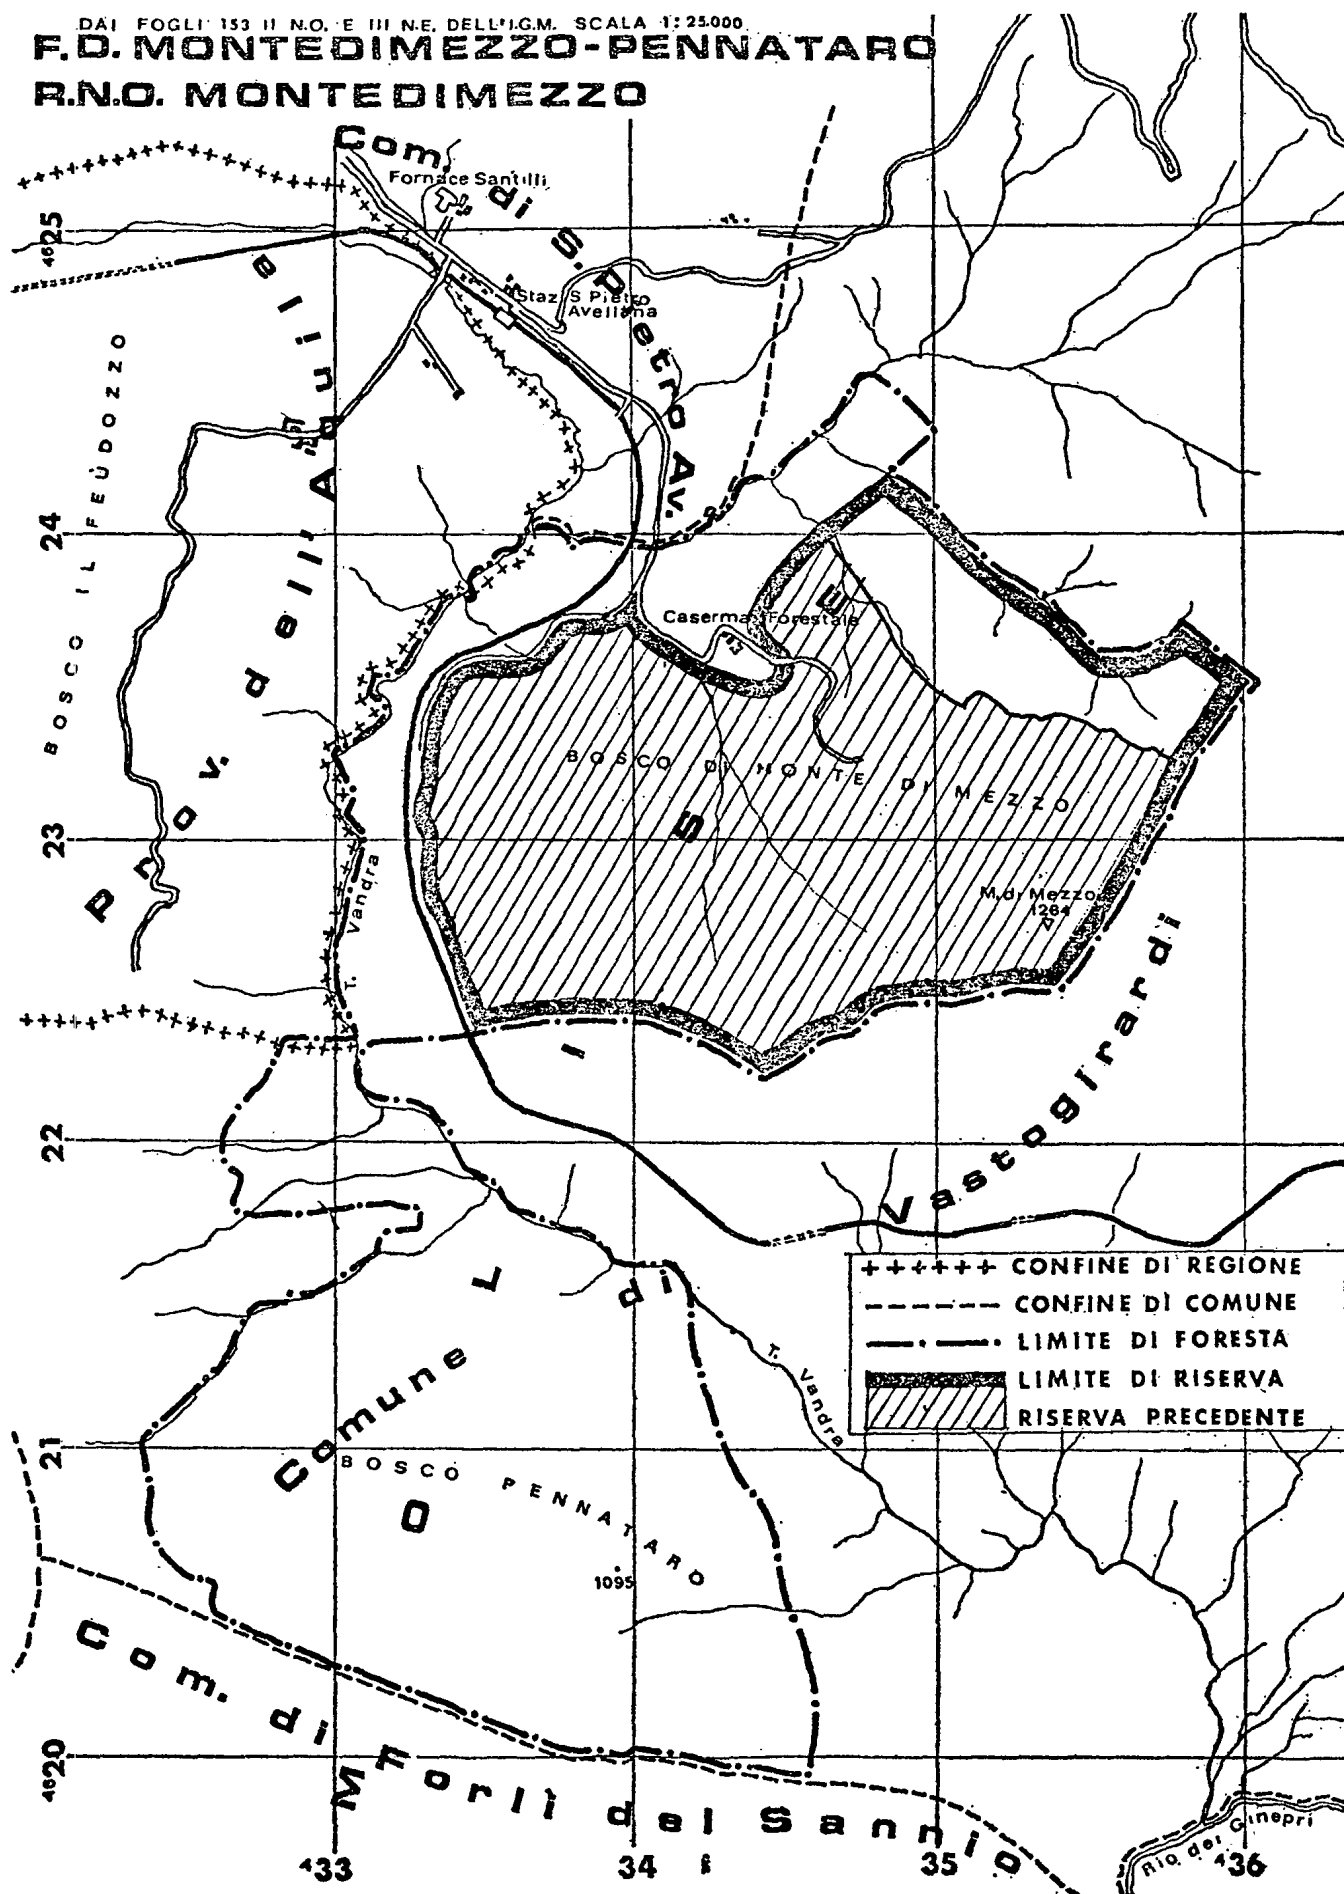 DAI FOGLI 153 II N.O. E III N.E. DELL'I.G.M. SCALA 1:25.000
F.D. MONTEDIMEZZO-PENNATARO
R.N.O. MONTEDIMEZZO
Com. di S. Pietro Av.
Fornace Santilli
Staz. S Pietro
Avellana
Prov. dell' Aquila
BOSCO IL FEUDOZZO
Caserma Forestale
BOSCO DI MONTE DI MEZZO
M. di Mezzo
1284
T. Vandra
Comune di Vastogirardi
MOLISE
T. Vandra
BOSCO PENNATARO
1095
Com. di Forlì del Sannio
Rio dei Ginepri
CONFINE DI REGIONE
CONFINE DI COMUNE
LIMITE DI FORESTA
LIMITE DI RISERVA
RISERVA PRECEDENTE
4625
24
23
22
21
4620
433
34
35
436